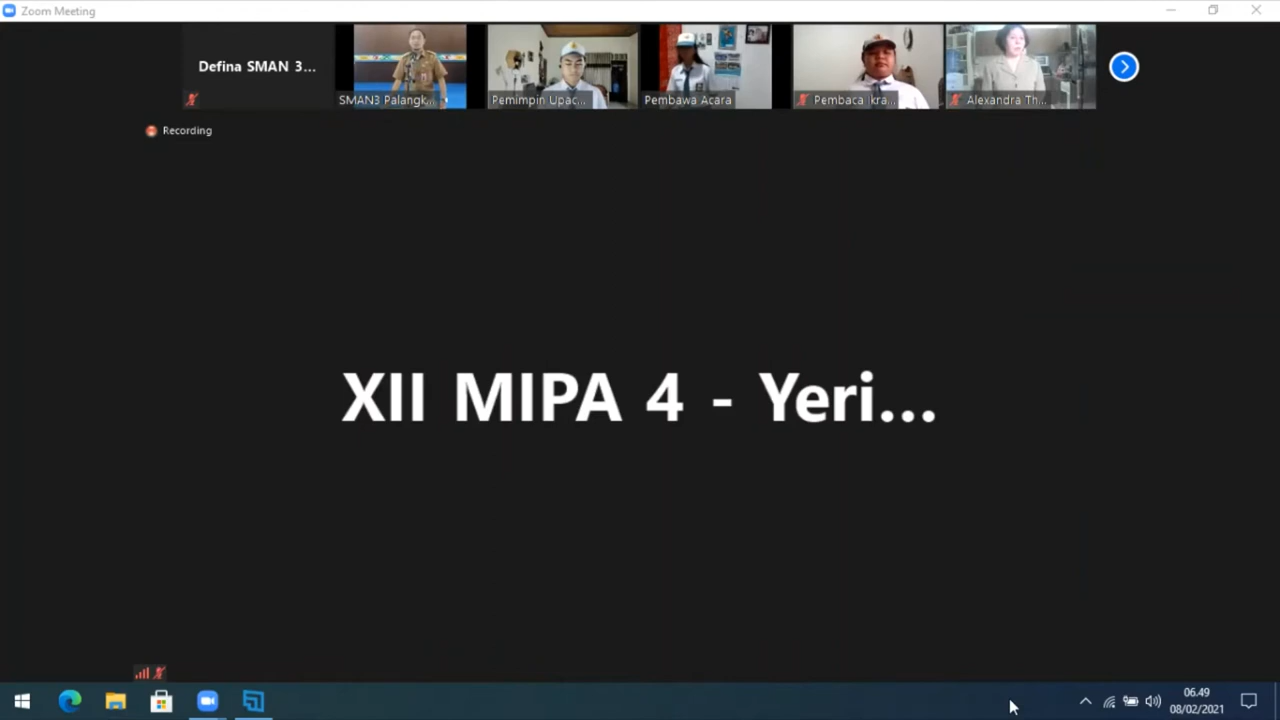 Zoom Meeting
Defina SMAN 3...
SMAN3 Palangk...
Pemimpin Upac...
Pembawa Acara
Pembaca Ikra...
Alexandra Th...
Recording
XII MIPA 4 - Yeri...
06.49
08/02/2021